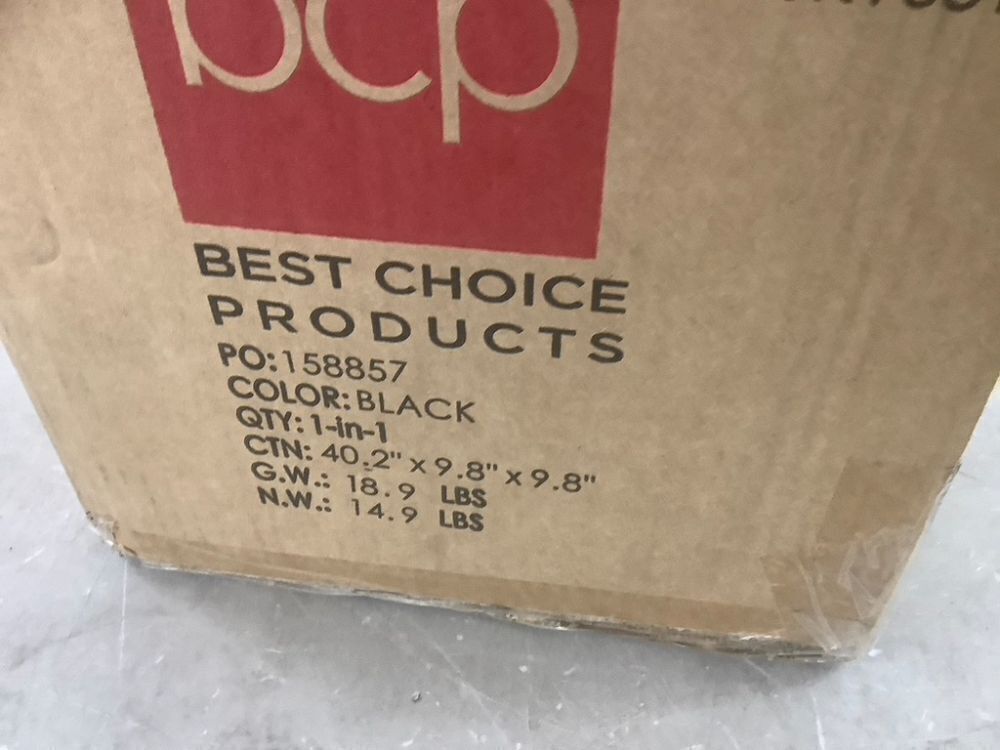 bcp
BEST CHOICE
PRODUCTS
PO:158857
COLOR: BLACK
QTY: 1-in-1
CTN: 40.2" x 9.8" x 9.8"
G.W.: 18.9 LBS
N.W.: 14.9 LBS